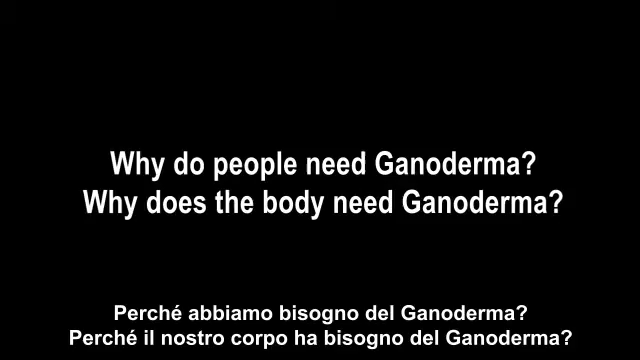 Why do people need Ganoderma?
Why does the body need Ganoderma?
Perché abbiamo bisogno del Ganoderma?
Perché il nostro corpo ha bisogno del Ganoderma?